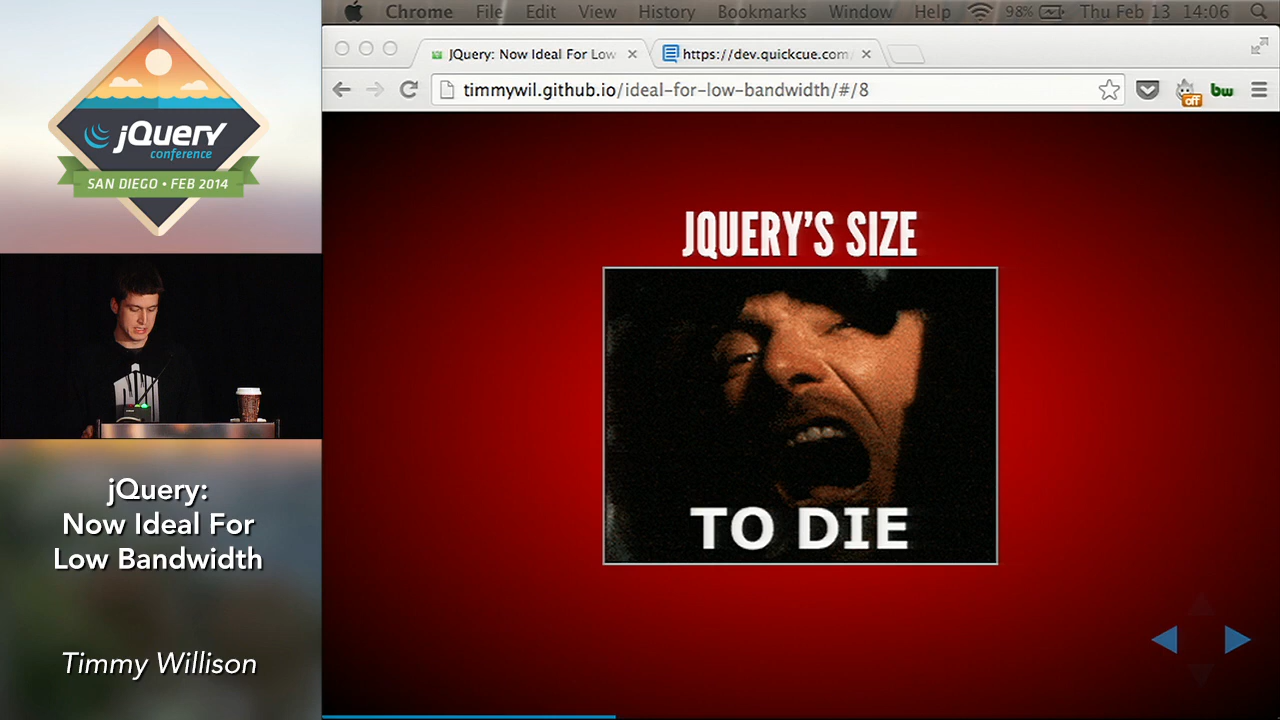 jQuery
conference
SAN DIEGO • FEB 2014
jQuery:
Now Ideal For
Low Bandwidth
Timmy Willison
Chrome File Edit View History Bookmarks Window Help 98% Thu Feb 13 14:06
JQuery: Now Ideal For Low
https://dev.quickcue.com/
timmywil.github.io/ideal-for-low-bandwidth/#/8
off
bw
JQUERY'S SIZE
TO DIE